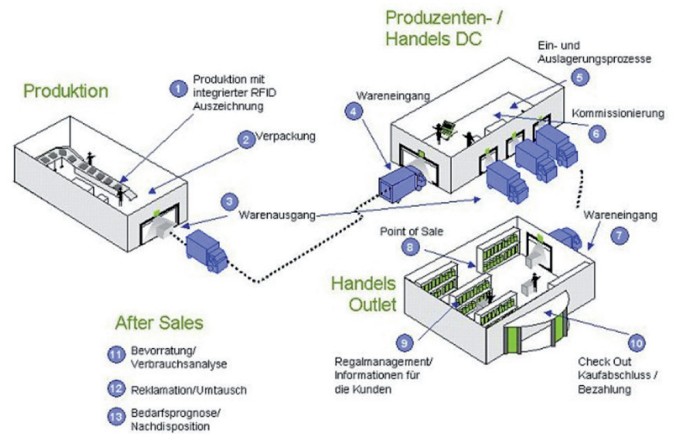 Produktion
1
Produktion mit
integrierter RFID
Auszeichnung
2
Verpackung
3
Warenausgang
Produzenten- /
Handels DC
4
Wareneingang
Ein- und
Auslagerungsprozesse
5
Kommissionierung
6
Wareneingang
7
Point of Sale
8
Handels
Outlet
9
Regalmanagement/
Informationen für
die Kunden
10
Check Out
Kaufabschluss /
Bezahlung
After Sales
11 Bevorratung/
Verbrauchsanalyse
12 Reklamation/Umtausch
13 Bedarfsprognose/
Nachdisposition